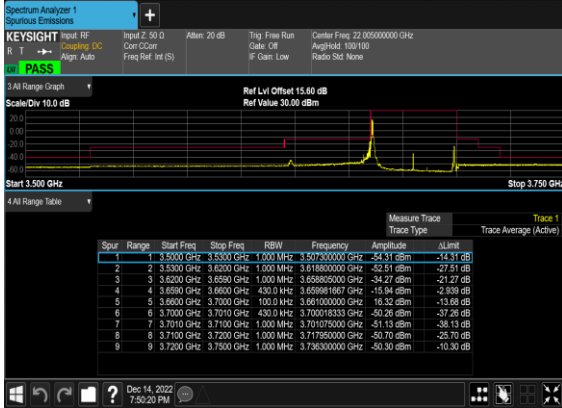 Spectrum Analyzer 1
Spurious Emissions
KEYSIGHT Input: RF Input Z: 50 Ω Atten: 20 dB Trig: Free Run Center Freq: 22.005000000 GHz
R T Coupling: DC Corr CCorr Gate: Off Avg|Hold: 100/100
Align: Auto Freq Ref: Int (S) IF Gain: Low Radio Std: None
PASS
3 All Range Graph
Ref Lvl Offset 15.60 dB
Scale/Div 10.0 dB Ref Value 30.00 dBm
20.0
0.00
-20.0
-40.0
-60.0
Start 3.500 GHz Stop 3.750 GHz
4 All Range Table
Measure Trace Trace 1
Trace Type Trace Average (Active)
Spur Range Start Freq Stop Freq RBW Frequency Amplitude ΔLimit
1 1 3.5000 GHz 3.5300 GHz 1.000 MHz 3.507300000 GHz -54.31 dBm -14.31 dB
2 2 3.5300 GHz 3.6200 GHz 1.000 MHz 3.618800000 GHz -52.51 dBm -27.51 dB
3 3 3.6200 GHz 3.6590 GHz 1.000 MHz 3.658805000 GHz -34.27 dBm -21.27 dB
4 4 3.6590 GHz 3.6600 GHz 430.0 kHz 3.659981667 GHz -15.94 dBm -2.939 dB
5 5 3.6600 GHz 3.7000 GHz 100.0 kHz 3.661000000 GHz 16.32 dBm -13.68 dB
6 6 3.7000 GHz 3.7010 GHz 430.0 kHz 3.700018333 GHz -50.26 dBm -37.26 dB
7 7 3.7010 GHz 3.7100 GHz 1.000 MHz 3.701075000 GHz -51.13 dBm -38.13 dB
8 8 3.7100 GHz 3.7200 GHz 1.000 MHz 3.717950000 GHz -50.70 dBm -25.70 dB
9 9 3.7200 GHz 3.7500 GHz 1.000 MHz 3.736300000 GHz -50.30 dBm -10.30 dB
Dec 14, 2022
7:50:20 PM